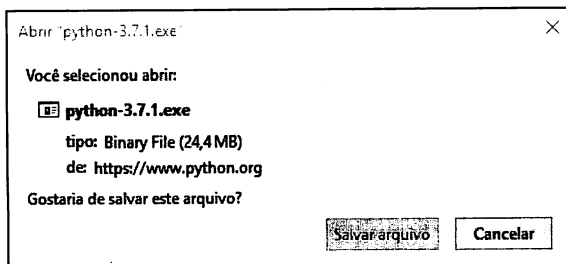 Abrir "python-3.7.1.exe"
Você selecionou abrir:
python-3.7.1.exe
tipo: Binary File (24,4 MB)
de: https://www.python.org
Gostaria de salvar este arquivo?
Salvar arquivo Cancelar